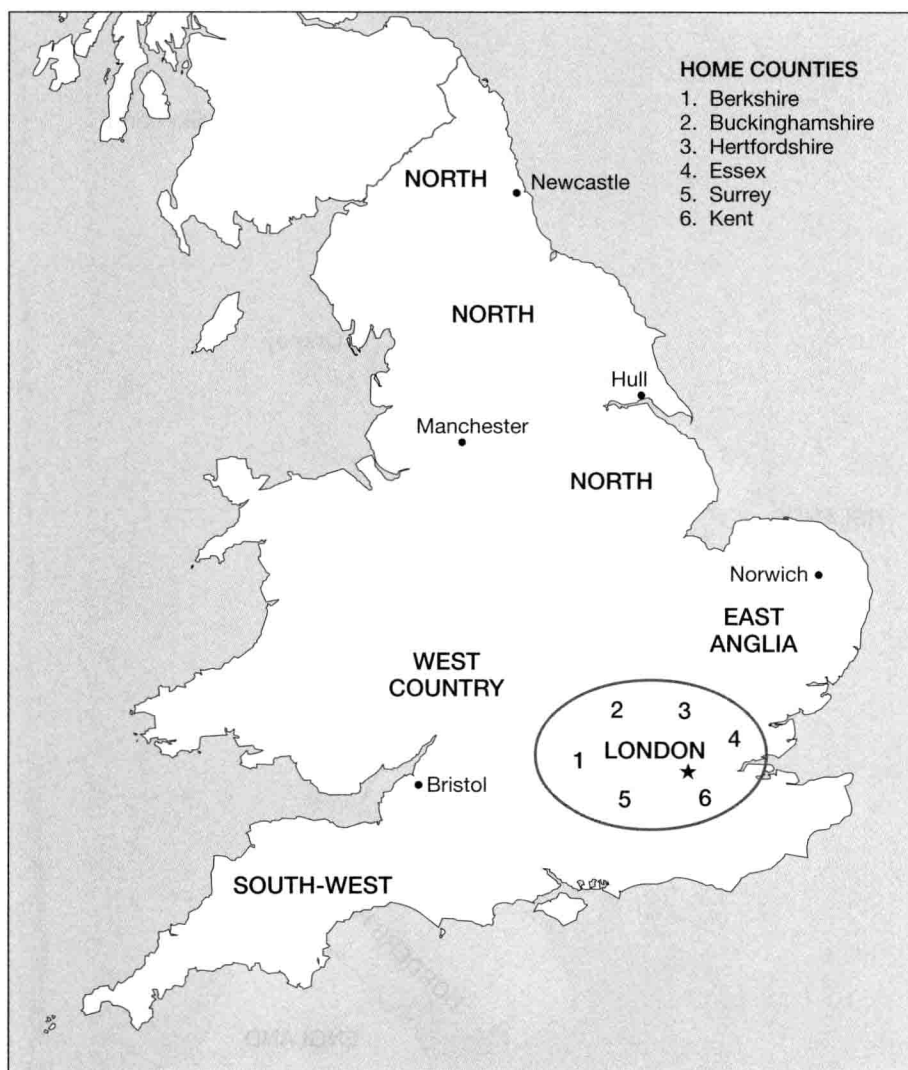 HOME COUNTIES
1. Berkshire
2. Buckinghamshire
3. Hertfordshire
4. Essex
5. Surrey
6. Kent
NORTH
Newcastle
NORTH
Hull
Manchester
NORTH
Norwich
EAST
ANGLIA
WEST
COUNTRY
2
3
4
LONDON
1
Bristol
5
6
SOUTH-WEST
ENGLAND